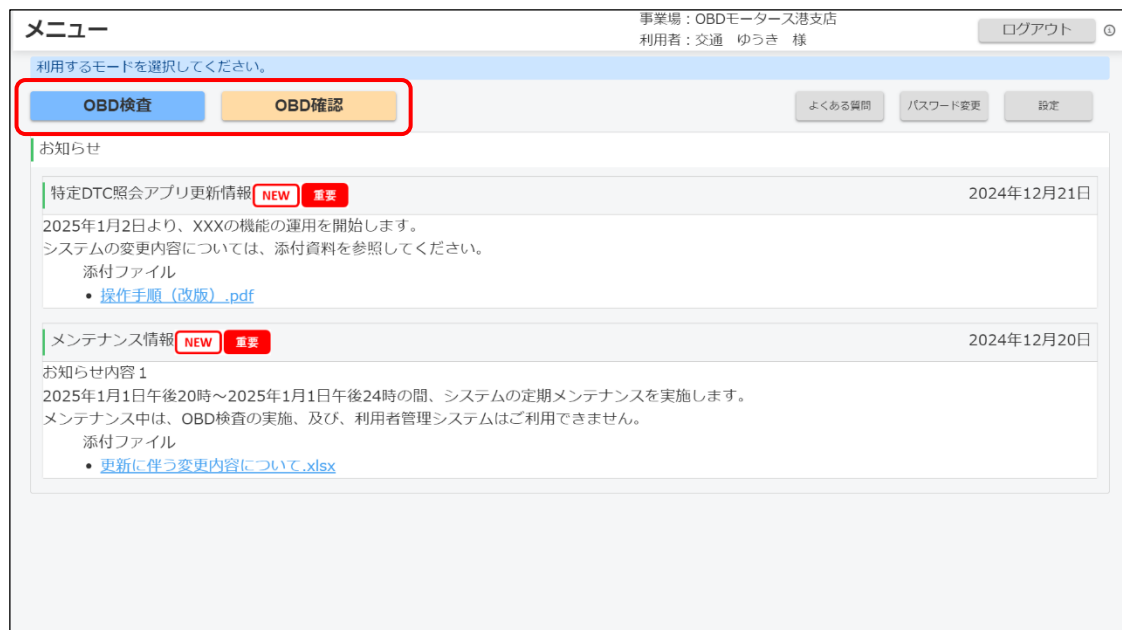 メニュー
事業場：OBDモータース港支店
利用者：交通　ゆうき　様
ログアウト
利用するモードを選択してください。
OBD検査
OBD確認
よくある質問
パスワード変更
設定
お知らせ
特定DTC照会アプリ更新情報 NEW 重要 2024年12月21日
2025年1月2日より、XXXの機能の運用を開始します。
システムの変更内容については、添付資料を参照してください。
添付ファイル
• 操作手順（改版）.pdf
メンテナンス情報 NEW 重要 2024年12月20日
お知らせ内容１
2025年1月1日午後20時～2025年1月1日午後24時の間、システムの定期メンテナンスを実施します。
メンテナンス中は、OBD検査の実施、及び、利用者管理システムはご利用できません。
添付ファイル
• 更新に伴う変更内容について.xlsx